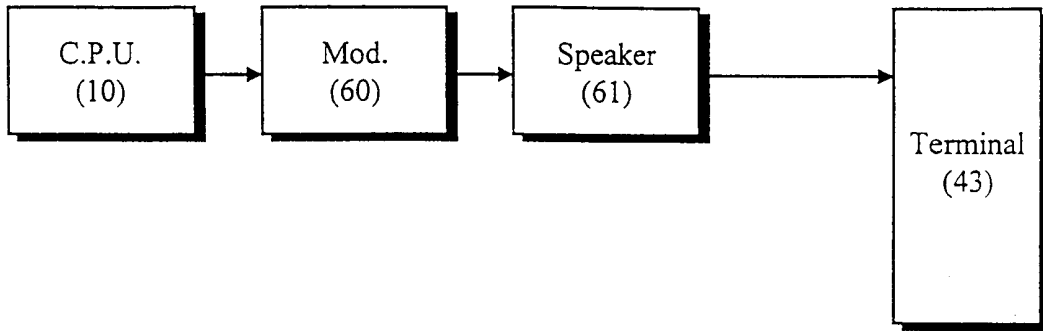 C.P.U.
(10)
Mod.
(60)
Speaker
(61)
Terminal
(43)